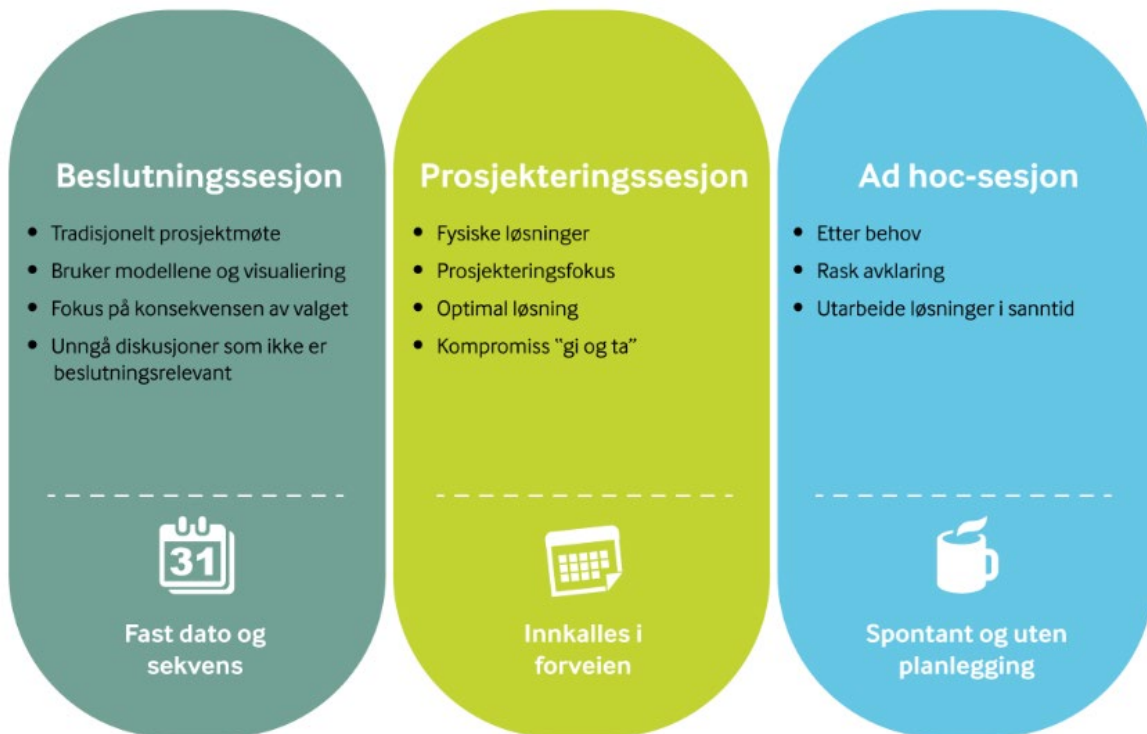 Beslutningssesjon
• Tradisjonelt prosjektmøte
• Bruker modellene og visualiering
• Fokus på konsekvensen av valget
• Unngå diskusjoner som ikke er
beslutningsrelevant
31
Fast dato og
sekvens
Prosjekteringssesjon
• Fysiske løsninger
• Prosjekteringsfokus
• Optimal løsning
• Kompromiss "gi og ta"
Innkalles i
forveien
Ad hoc-sesjon
• Etter behov
• Rask avklaring
• Utarbeide løsninger i sanntid
Spontant og uten
planlegging